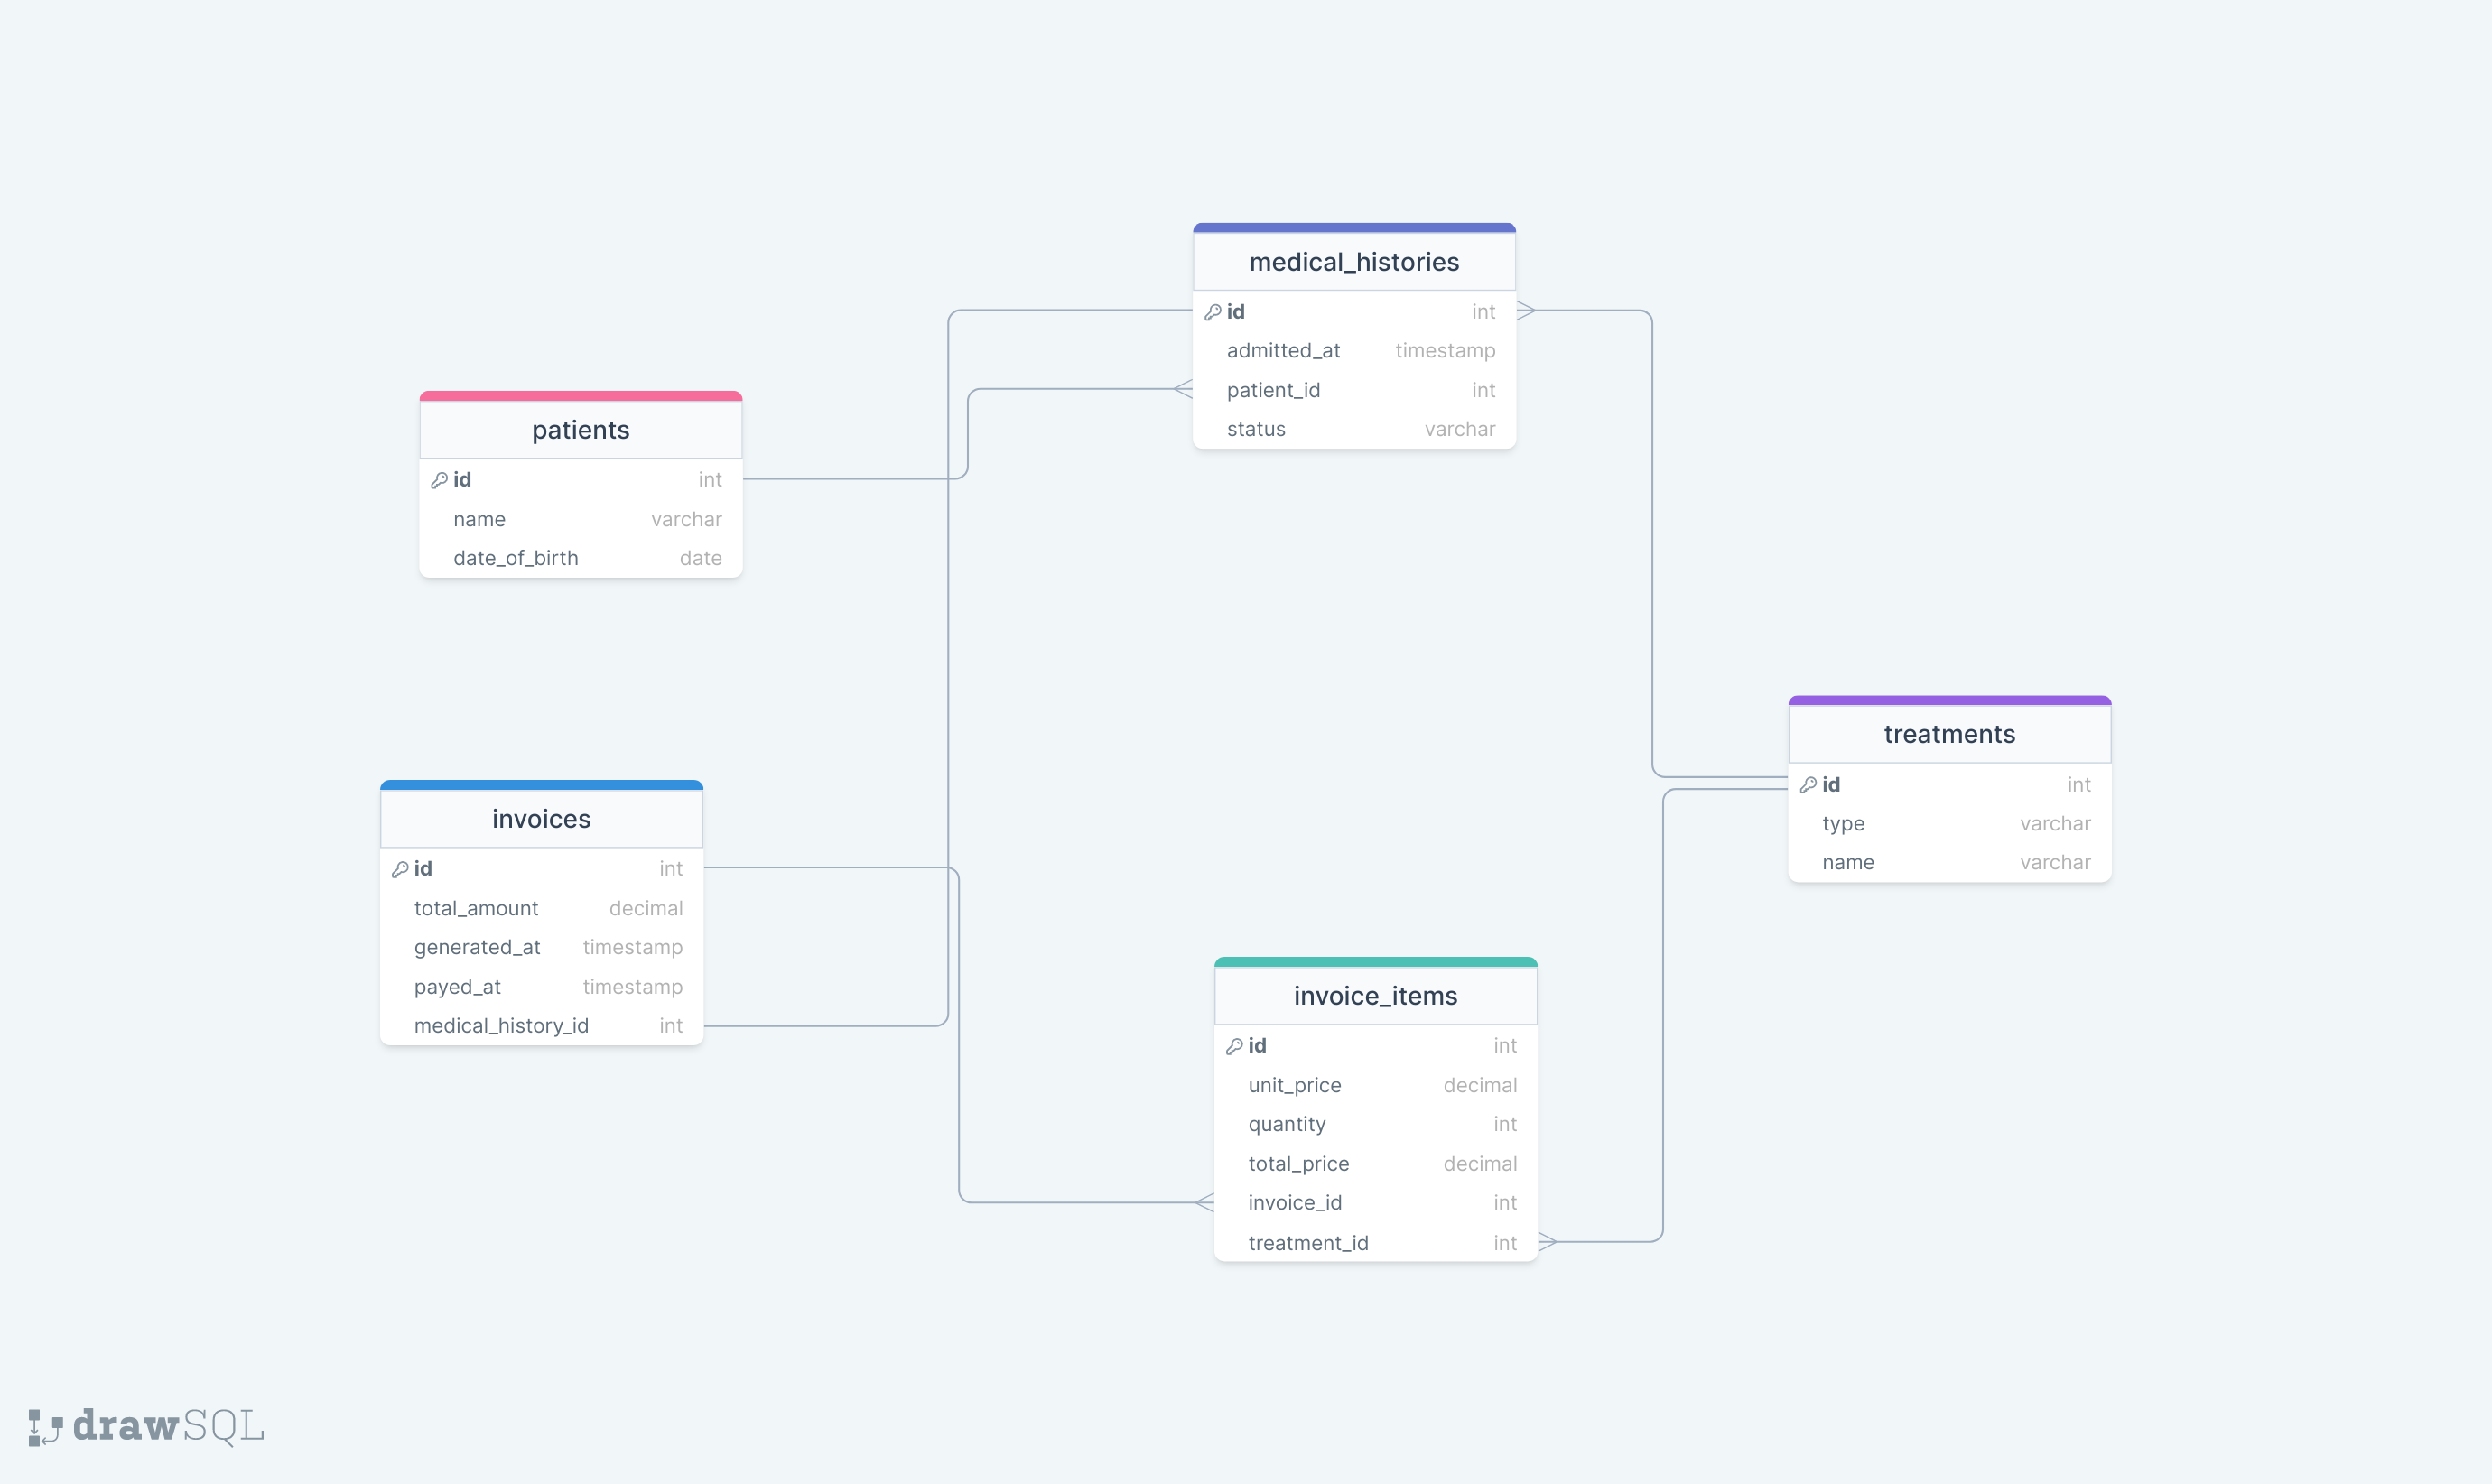 medical_histories
id int
admitted_at timestamp
patient_id int
status varchar
patients
id int
name varchar
date_of_birth date
treatments
id int
type varchar
name varchar
invoices
id int
total_amount decimal
generated_at timestamp
payed_at timestamp
medical_history_id int
invoice_items
id int
unit_price decimal
quantity int
total_price decimal
invoice_id int
treatment_id int
drawSQL